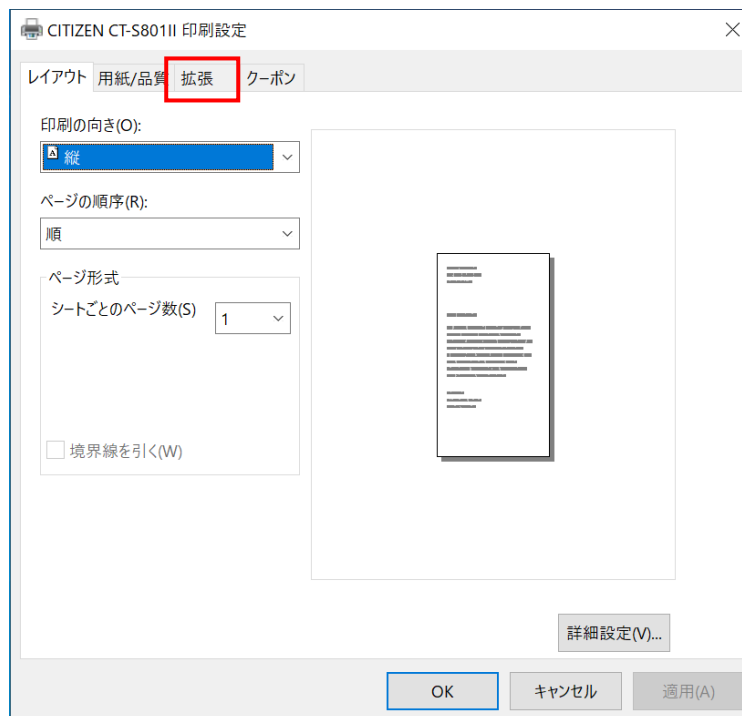 CITIZEN CT-S801II 印刷設定
レイアウト 用紙/品質 拡張 クーポン
印刷の向き(O):
縦
ページの順序(R):
順
ページ形式
シートごとのページ数(S) 1
境界線を引く(W)
詳細設定(V)...
OK キャンセル 適用(A)